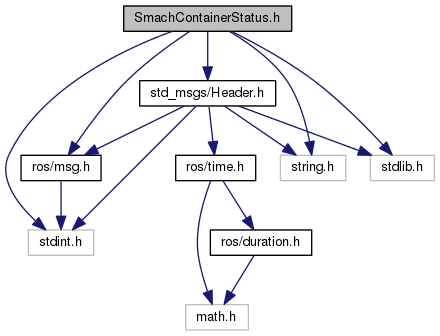 SmachContainerStatus.h
std_msgs/Header.h
ros/msg.h
ros/time.h
string.h
stdlib.h
stdint.h
ros/duration.h
math.h